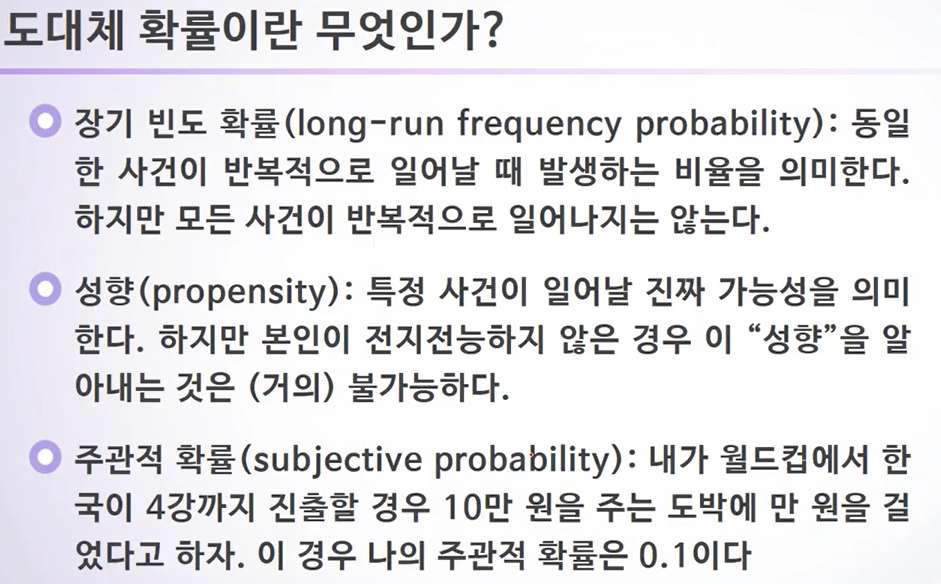 도대체 확률이란 무엇인가?
장기 빈도 확률(long-run frequency probability): 동일
한 사건이 반복적으로 일어날 때 발생하는 비율을 의미한다.
하지만 모든 사건이 반복적으로 일어나지는 않는다.
성향(propensity): 특정 사건이 일어날 진짜 가능성을 의미
한다. 하지만 본인이 전지전능하지 않은 경우 이 “성향”을 알
아내는 것은 (거의) 불가능하다.
주관적 확률(subjective probability): 내가 월드컵에서 한
국이 4강까지 진출할 경우 10만 원을 주는 도박에 만 원을 걸
었다고 하자. 이 경우 나의 주관적 확률은 0.1이다